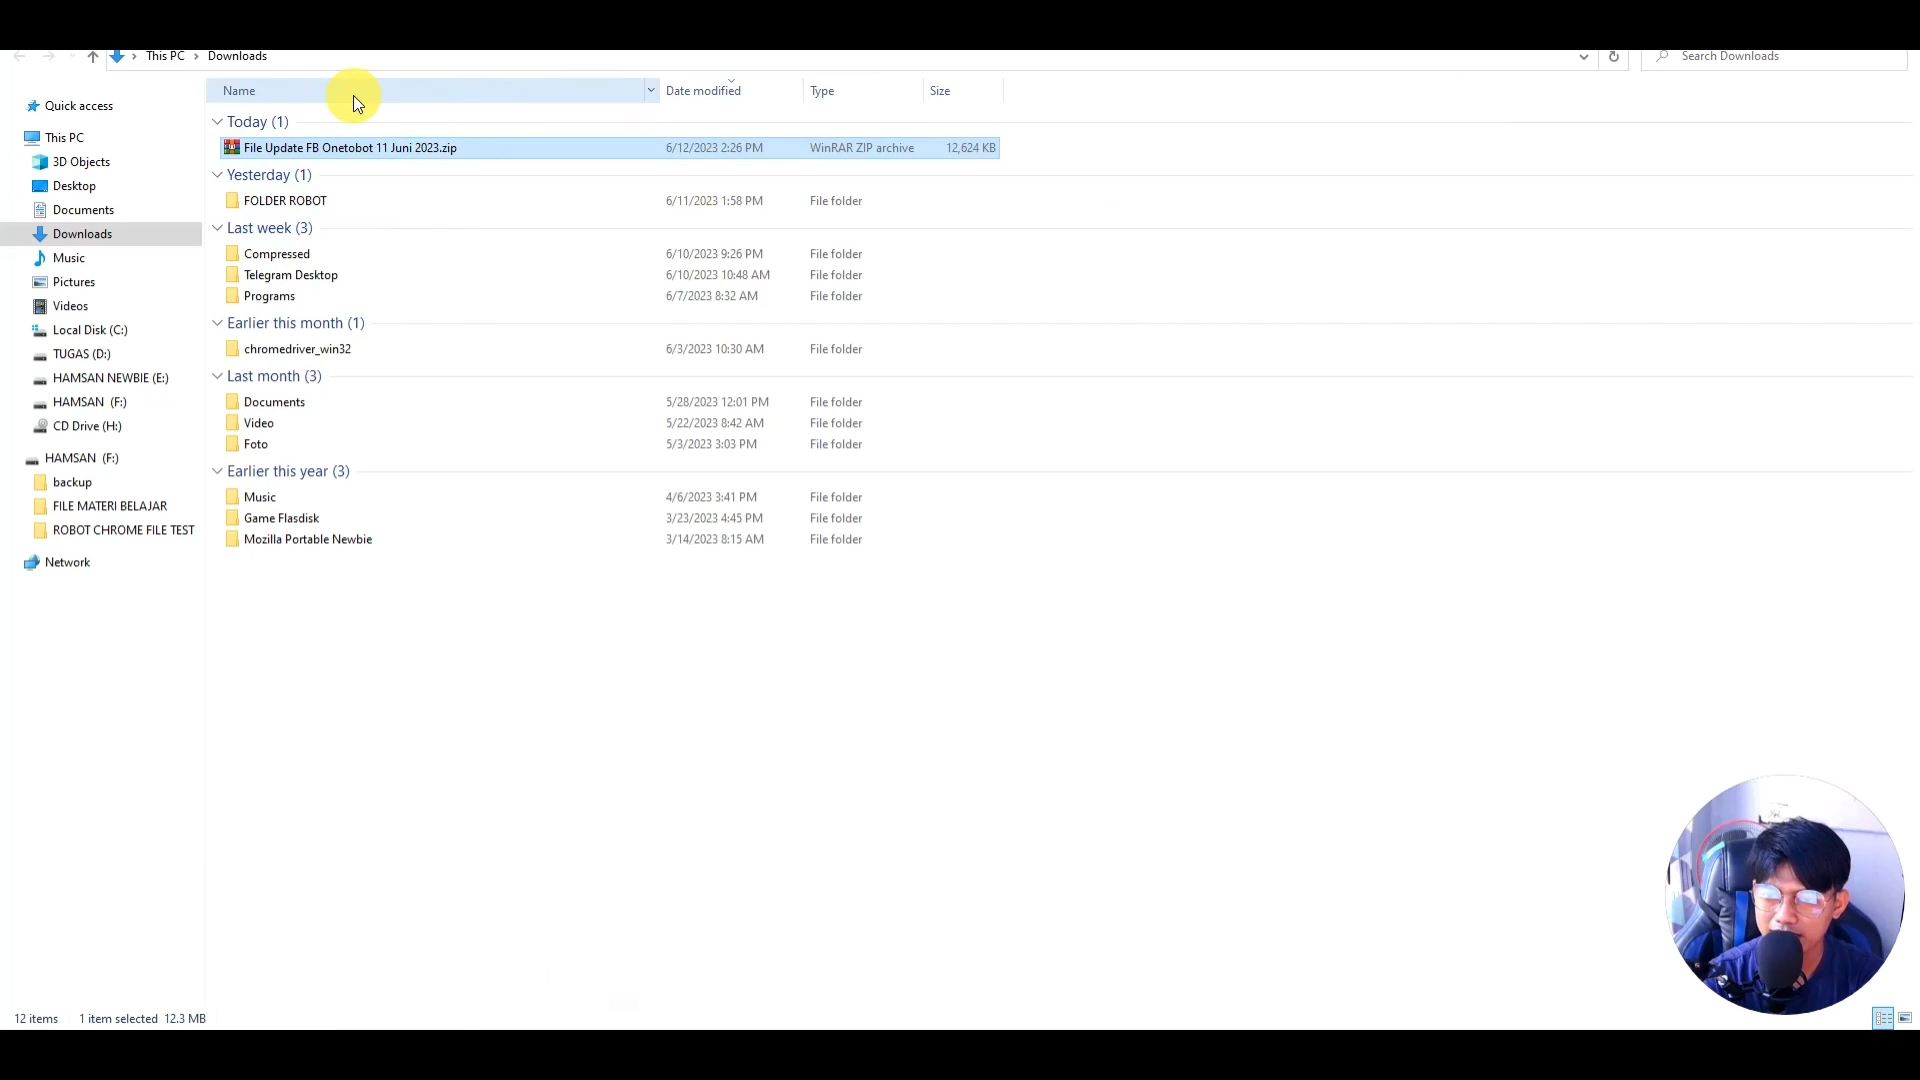 This PC > Downloads
Search Downloads
Name Date modified Type Size
Quick access
This PC
3D Objects
Desktop
Documents
Downloads
Music
Pictures
Videos
Local Disk (C:)
TUGAS (D:)
HAMSAN NEWBIE (E:)
HAMSAN (F:)
CD Drive (H:)
HAMSAN (F:)
backup
FILE MATERI BELAJAR
ROBOT CHROME FILE TEST
Network
Today (1)
File Update FB Onetobot 11 Juni 2023.zip 6/12/2023 2:26 PM WinRAR ZIP archive 12,624 KB
Yesterday (1)
FOLDER ROBOT 6/11/2023 1:58 PM File folder
Last week (3)
Compressed 6/10/2023 9:26 PM File folder
Telegram Desktop 6/10/2023 10:48 AM File folder
Programs 6/7/2023 8:32 AM File folder
Earlier this month (1)
chromedriver_win32 6/3/2023 10:30 AM File folder
Last month (3)
Documents 5/28/2023 12:01 PM File folder
Video 5/22/2023 8:42 AM File folder
Foto 5/3/2023 3:03 PM File folder
Earlier this year (3)
Music 4/6/2023 3:41 PM File folder
Game Flasdisk 3/23/2023 4:45 PM File folder
Mozilla Portable Newbie 3/14/2023 8:15 AM File folder
12 items 1 item selected 12.3 MB